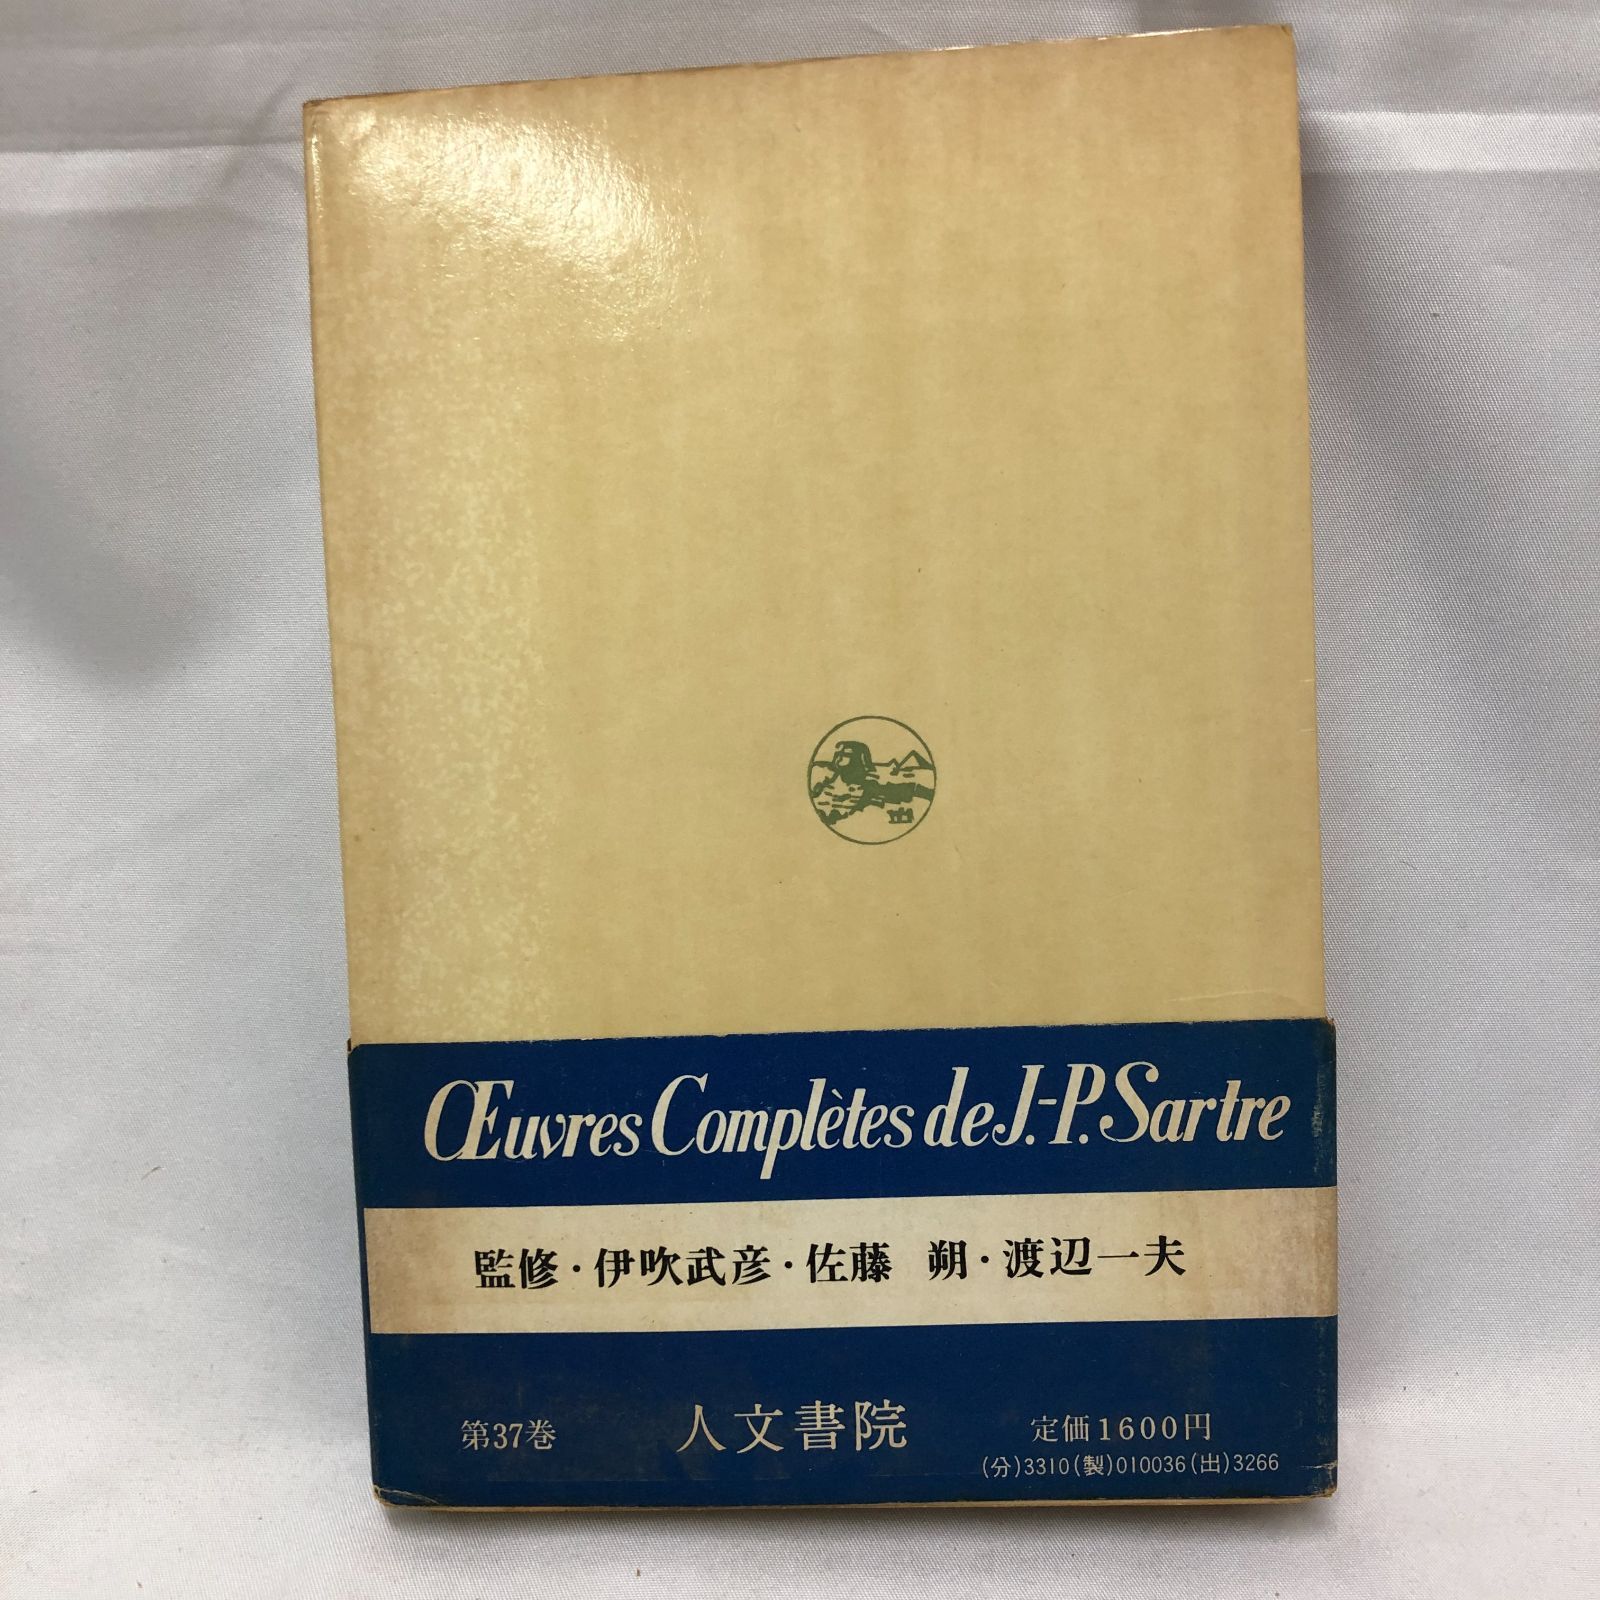 Œuvres Complètes de J.-P. Sartre
監修・伊吹武彦・佐藤 朔・渡辺一夫
第37巻 人文書院 定価1600円
(分)3310(製)010036(出)3266